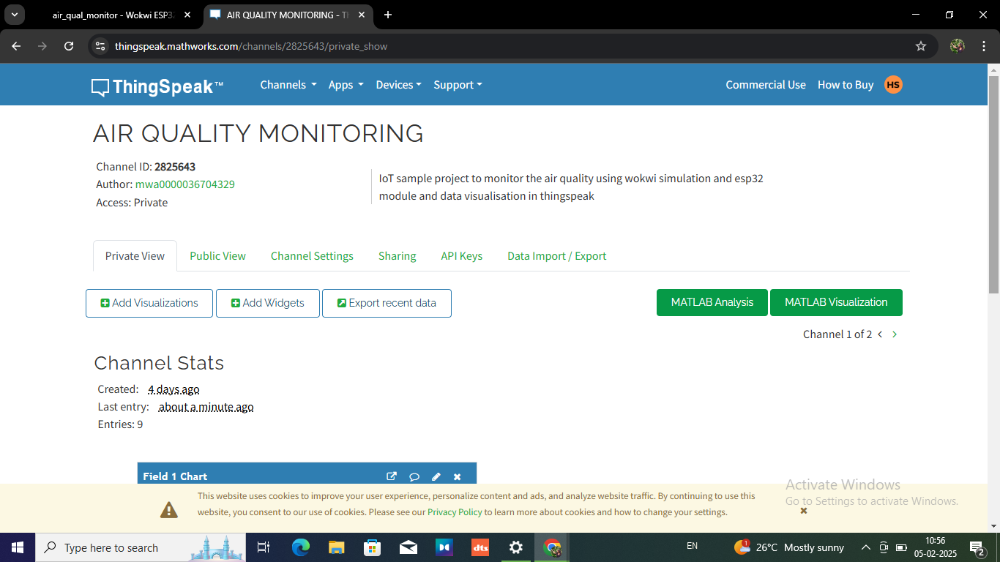 air_qual_monitor - Wokwi ESP3
AIR QUALITY MONITORING - T
thingspeak.mathworks.com/channels/2825643/private_show
ThingSpeak™
Channels
Apps
Devices
Support
Commercial Use
How to Buy
HS
AIR QUALITY MONITORING
Channel ID: 2825643
Author: mwa0000036704329
Access: Private
IoT sample project to monitor the air quality using wokwi simulation and esp32
module and data visualisation in thingspeak
Private View
Public View
Channel Settings
Sharing
API Keys
Data Import / Export
Add Visualizations
Add Widgets
Export recent data
MATLAB Analysis
MATLAB Visualization
Channel 1 of 2 < >
Channel Stats
Created: 4 days ago
Last entry: about a minute ago
Entries: 9
Field 1 Chart
This website uses cookies to improve your user experience, personalize content and ads, and analyze website traffic. By continuing to use this
website, you consent to our use of cookies. Please see our Privacy Policy to learn more about cookies and how to change your settings.
Activate Windows
Go to Settings to activate Windows.
Type here to search
dts
EN
1
26°C Mostly sunny
10:56
05-02-2025
2